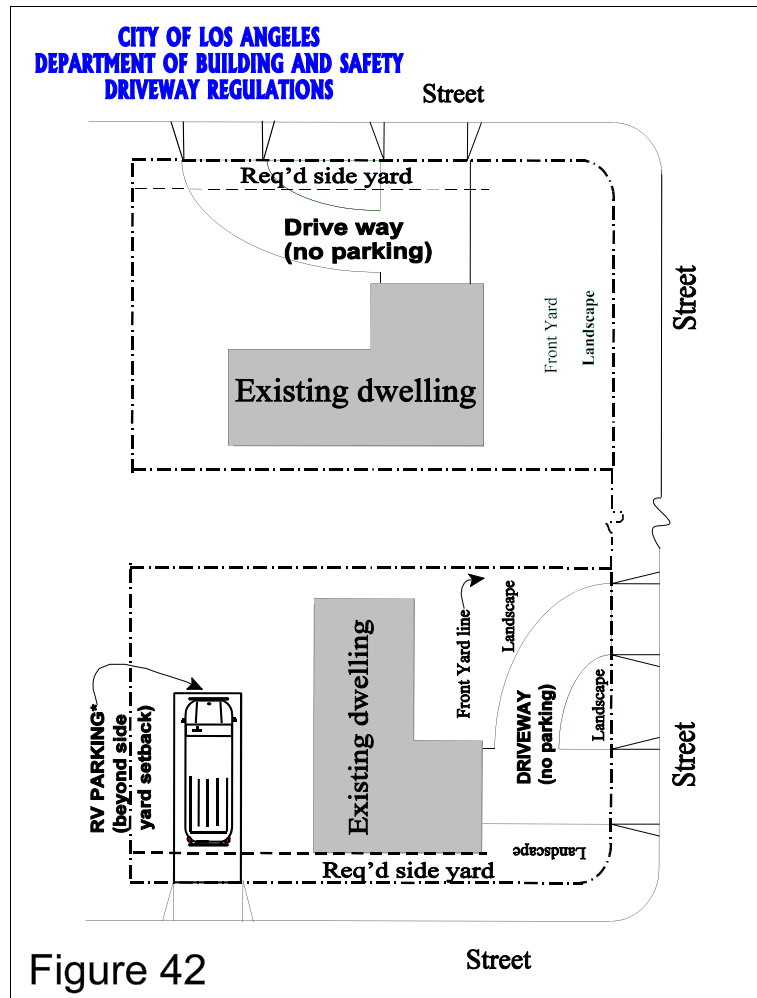 CITY OF LOS ANGELES
DEPARTMENT OF BUILDING AND SAFETY
DRIVEWAY REGULATIONS
Street
Req'd side yard
Drive way
(no parking)
Street
Front Yard
Landscape
Existing dwelling
Front Yard line
Landscape
Existing dwelling
DRIVEWAY
(no parking)
Landscape
Street
RV PARKING*
(beyond side
yard setback)
Landscape
Req'd side yard
Street
Figure 42